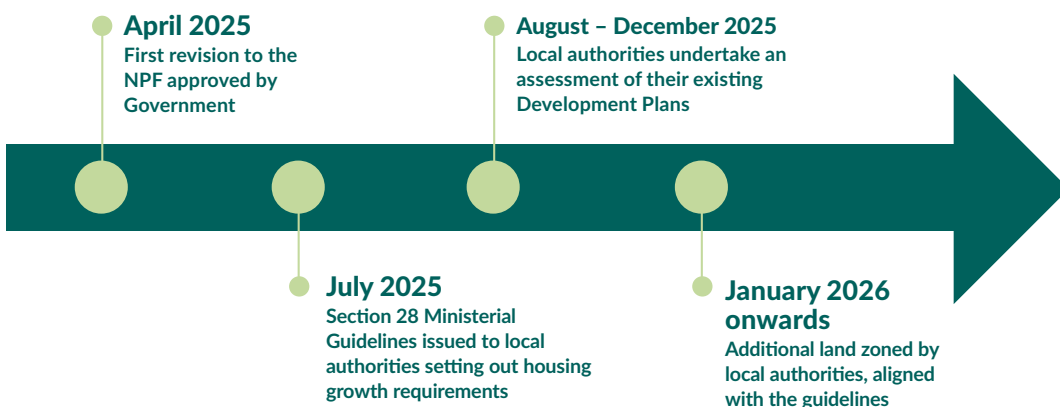 April 2025
First revision to the
NPF approved by
Government
July 2025
Section 28 Ministerial
Guidelines issued to local
authorities setting out housing
growth requirements
August – December 2025
Local authorities undertake an
assessment of their existing
Development Plans
January 2026
onwards
Additional land zoned by
local authorities, aligned
with the guidelines